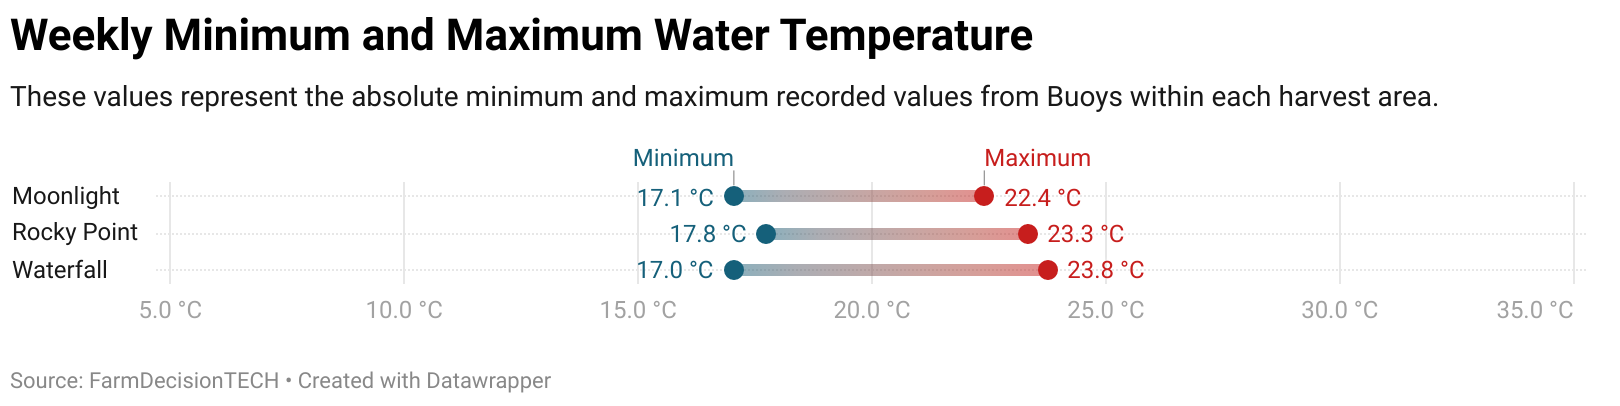 Weekly Minimum and Maximum Water Temperature
These values represent the absolute minimum and maximum recorded values from Buoys within each harvest area.
Minimum Maximum
Moonlight 17.1 °C 22.4 °C
Rocky Point 17.8 °C 23.3 °C
Waterfall 17.0 °C 23.8 °C
5.0 °C 10.0 °C 15.0 °C 20.0 °C 25.0 °C 30.0 °C 35.0 °C
Source: FarmDecisionTECH • Created with Datawrapper